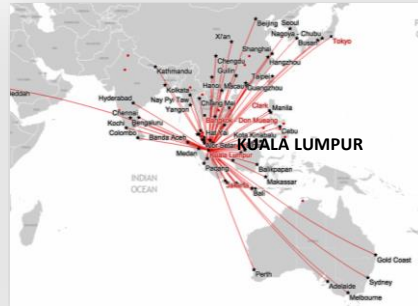 Beijing
Seoul
Nagoya - Chubu
Busan
Tokyo
Xi'an
Shanghai
Hangzhou
Chengdu
Kathmandu
Guilin
Taipei
Hanoi
Macau
Guangzhou
Kolkata
Nay Pyi Taw
Yangon
Chiang Mai
Clark
Manila
Hyderabad
Chennai
Bengaluru
Kochi
Colombo
Don Mueang
Cebu
Kota Kinabalu
Banda Aceh
Medan
KUALA LUMPUR
Kuala Lumpur
Padang
Balikpapan
Makassar
Jakarta
Bali
INDIAN
OCEAN
Gold Coast
Perth
Adelaide
Sydney
Melbourne